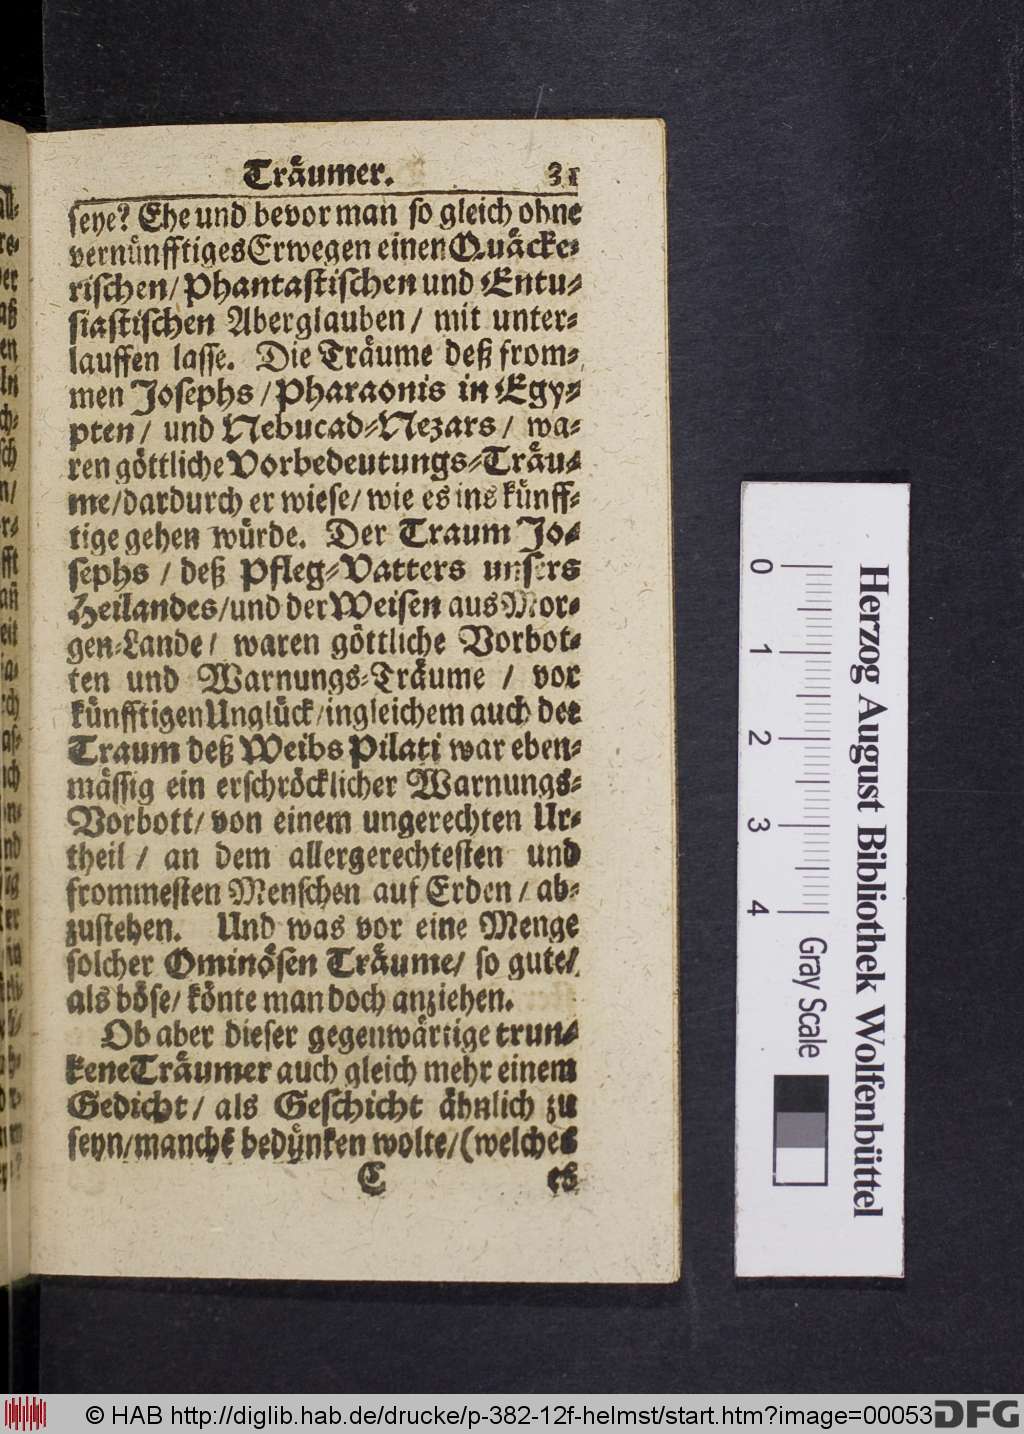 Träumer. 31
seye? Ehe und bevor man so gleich ohne
vernünfftiges Erwegen einen Quäcke-
rischen/ Phantastischen und Entu-
siastischen Aberglauben/ mit unter-
lauffen lasse. Die Träume deß from-
men Josephs/ Pharaonis in Egy-
pten/ und Nebucad-Nezars/ wa-
ren göttliche Vorbedeutungs-Träu-
me/ dardurch er wiese/ wie es ins künff-
tige gehen würde. Der Traum Jo-
sephs/ deß Pfleg-Vatters unsers
Heilandes/ und der Weisen aus Mor-
gen-Lande/ waren göttliche Vorbot-
ten und Warnungs-Träume/ vor
künfftigen Unglück/ ingleichem auch der
Traum deß Weibs Pilati war eben-
mässig ein erschröcklicher Warnungs-
Vorbott/ von einem ungerechten Ur-
theil/ an dem allergerechtesten und
frommesten Menschen auf Erden/ ab-
zustehen. Und was vor eine Menge
solcher Ominösen Träume/ so gute/
als böse/ könte man doch anziehen.
Ob aber dieser gegenwärtige trun-
kene Träumer auch gleich mehr einem
Gedicht/ als Geschicht ähnlich zu
seyn/ manchē bedünken wolte/ (welches
C es
Herzog August Bibliothek Wolfenbüttel
0 1 2 3 4 Gray Scale
© HAB http://diglib.hab.de/drucke/p-382-12f-helmst/start.htm?image=00053
DFG